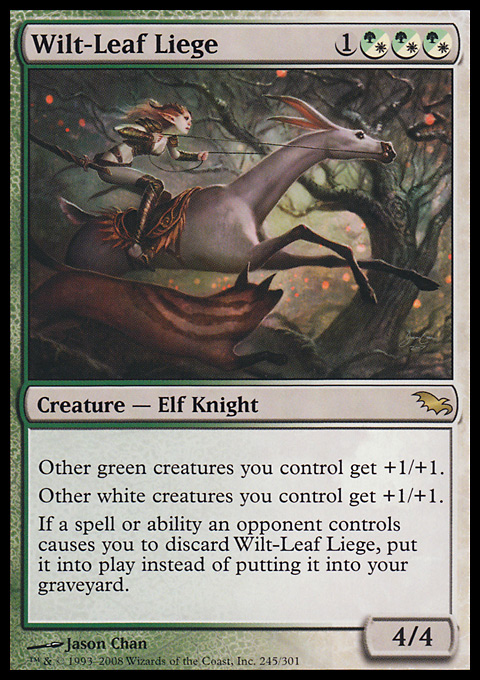 Wilt-Leaf Liege 1
Creature — Elf Knight
Other green creatures you control get +1/+1.
Other white creatures you control get +1/+1.
If a spell or ability an opponent controls
causes you to discard Wilt-Leaf Liege, put
it into play instead of putting it into your
graveyard.
4/4
Jason Chan
™ & © 1993–2008 Wizards of the Coast, Inc. 245/301